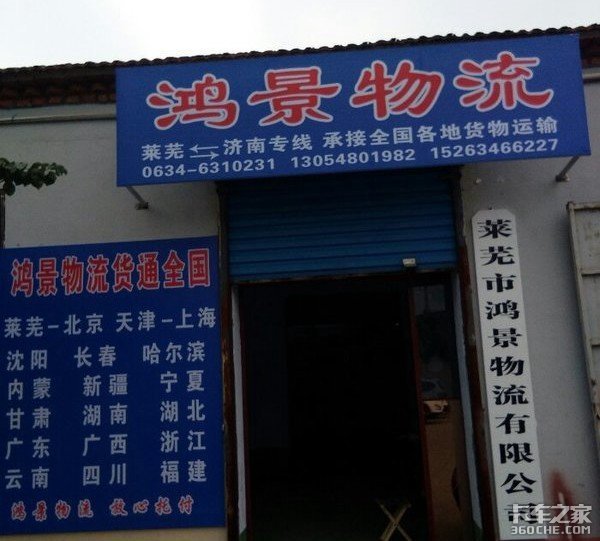 鸿景物流
莱芜⇆济南专线 承接全国各地货物运输
0634-6310231 13054801982 15263466227
鸿景物流货通全国
莱芜-北京 天津-上海
沈阳 长春 哈尔滨
内蒙 新疆 宁夏
甘肃 湖南 湖北
广东 广西 浙江
云南 四川 福建
鸿景物流 放心托付
莱芜市鸿景物流有限公司
卡车之家
360CHE.COM